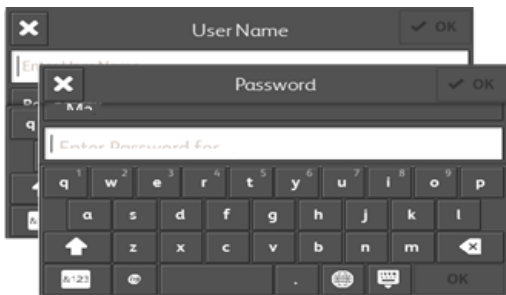 User Name
✔ OK
q
Password
✔ OK
Enter Password for
q 1 w 2 e 3 r 4 t 5 y 6 u 7 i 8 o 9 p
a s d f g h j k l
z x c v b n m
&123 . OK